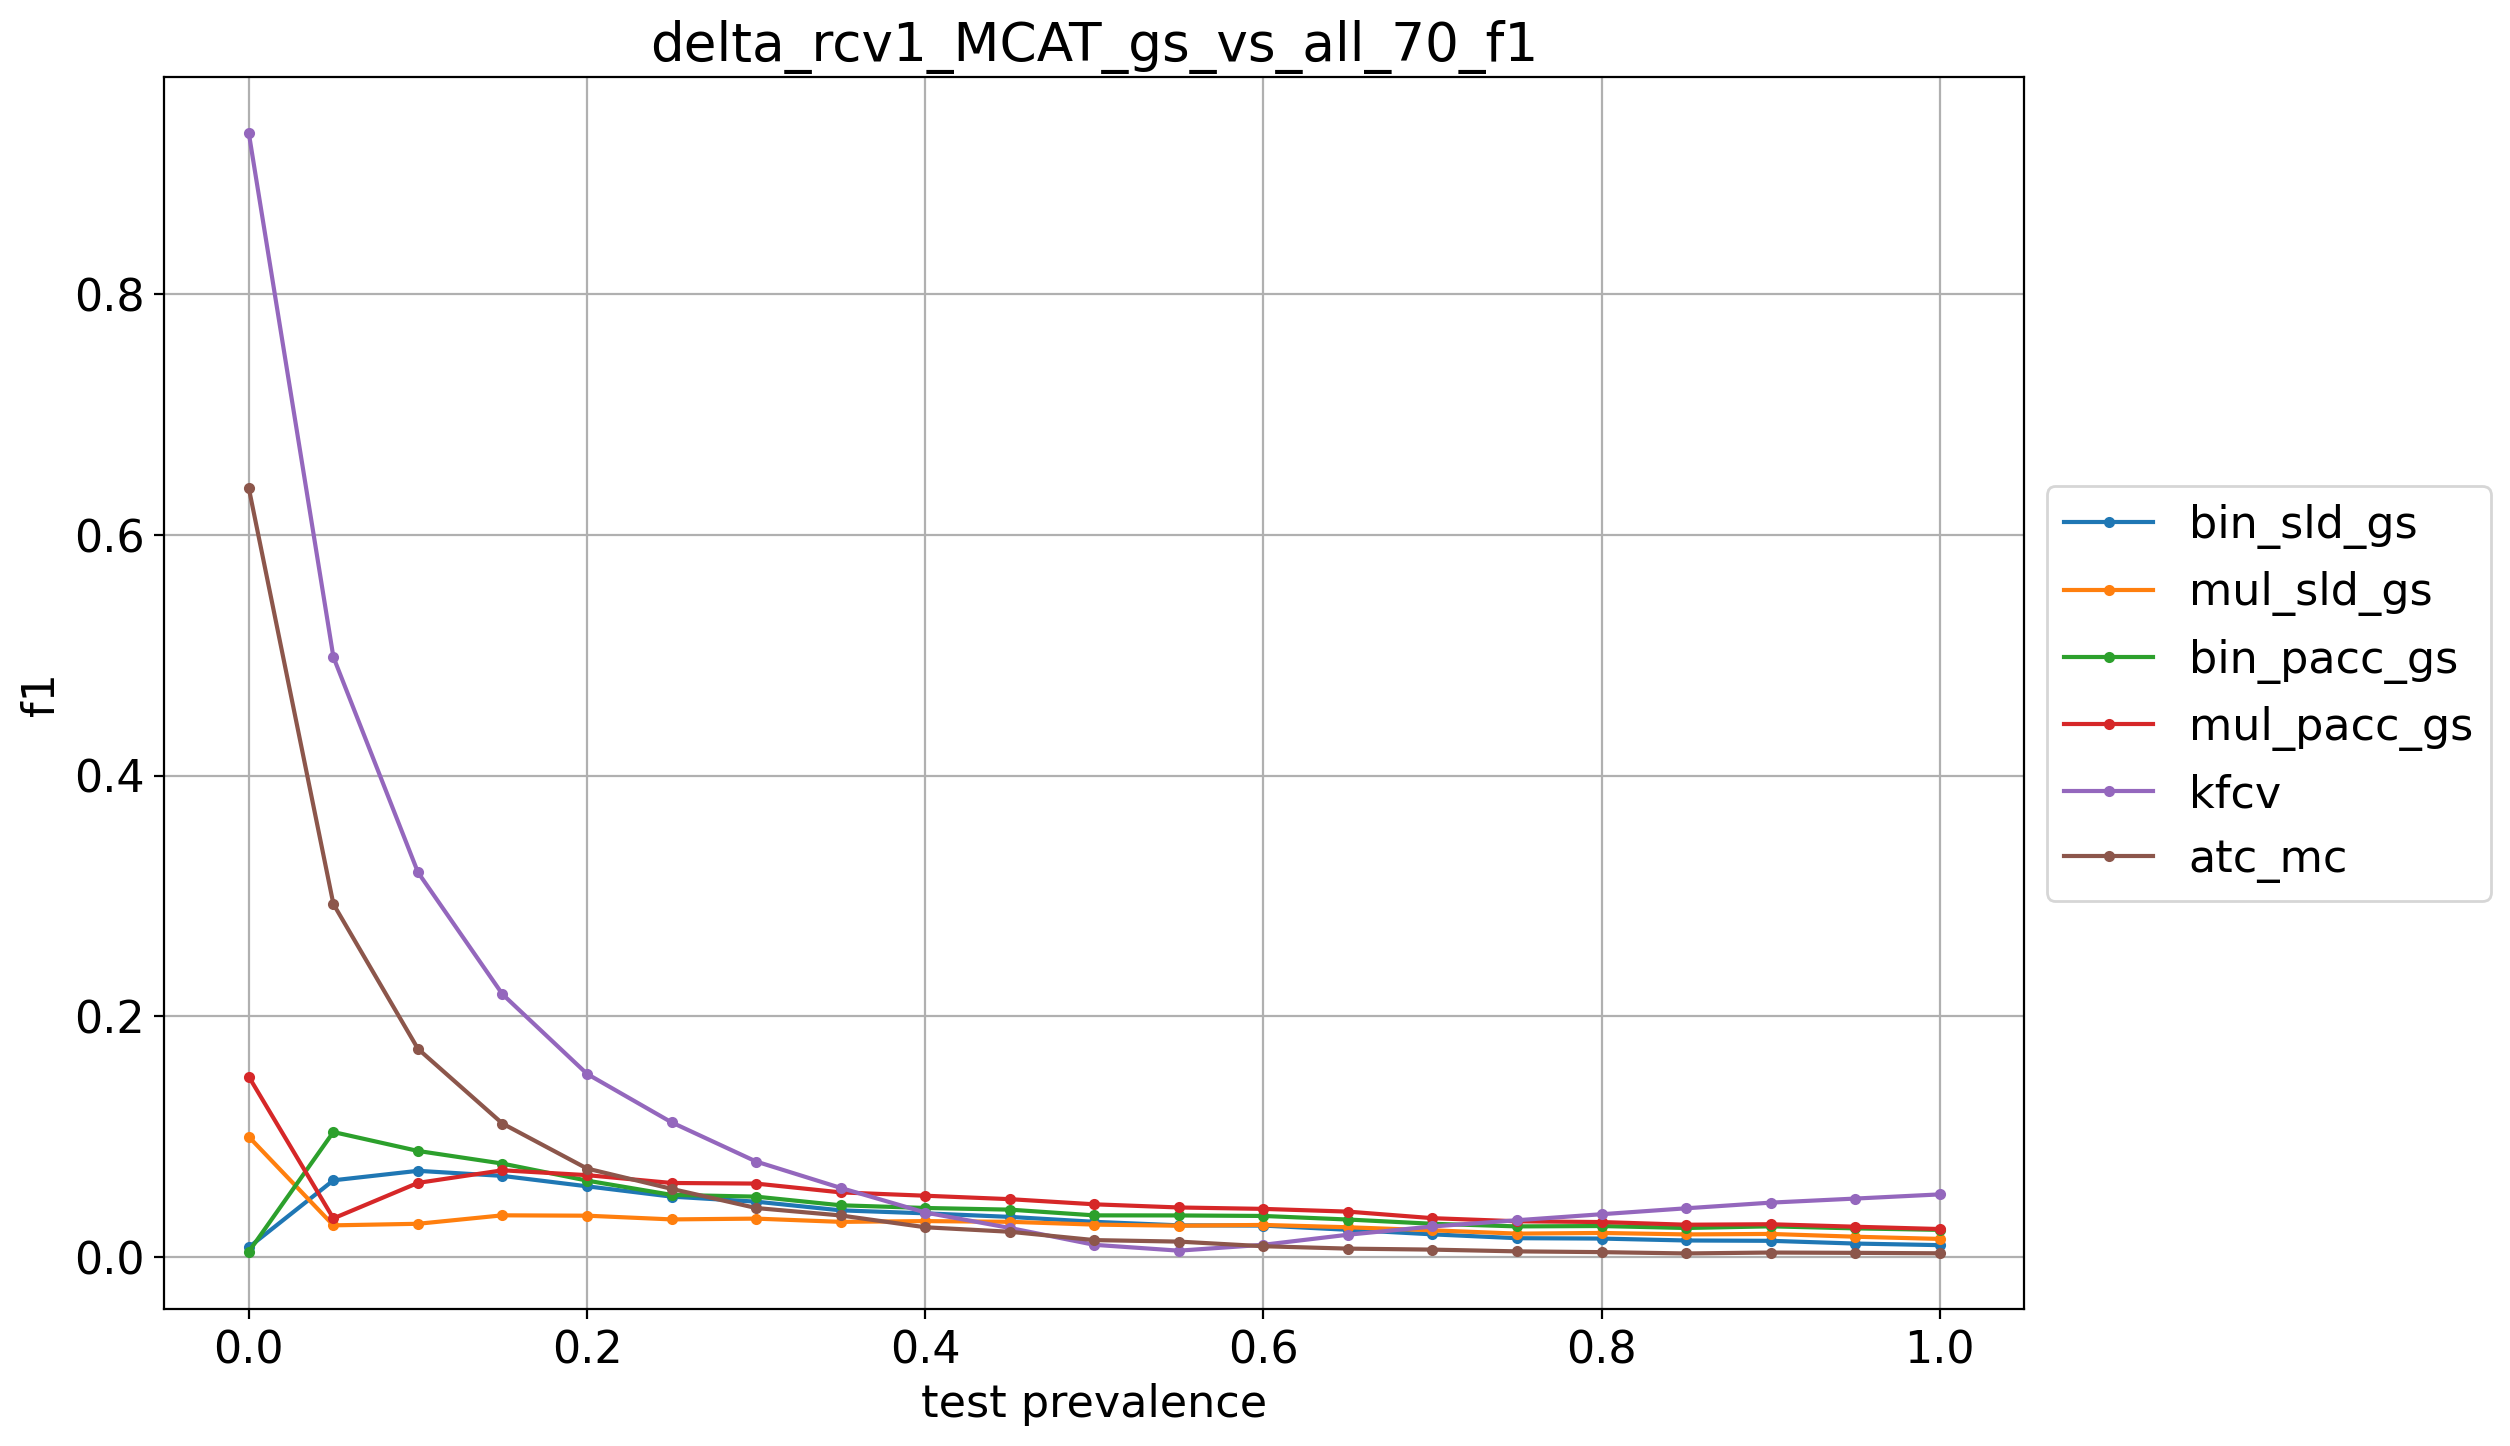 delta_rcv1_MCAT_gs_vs_all_70_f1
f1
0.8
0.6
0.4
0.2
0.0
0.0 0.2 0.4 0.6 0.8 1.0
test prevalence
bin_sld_gs
mul_sld_gs
bin_pacc_gs
mul_pacc_gs
kfcv
atc_mc